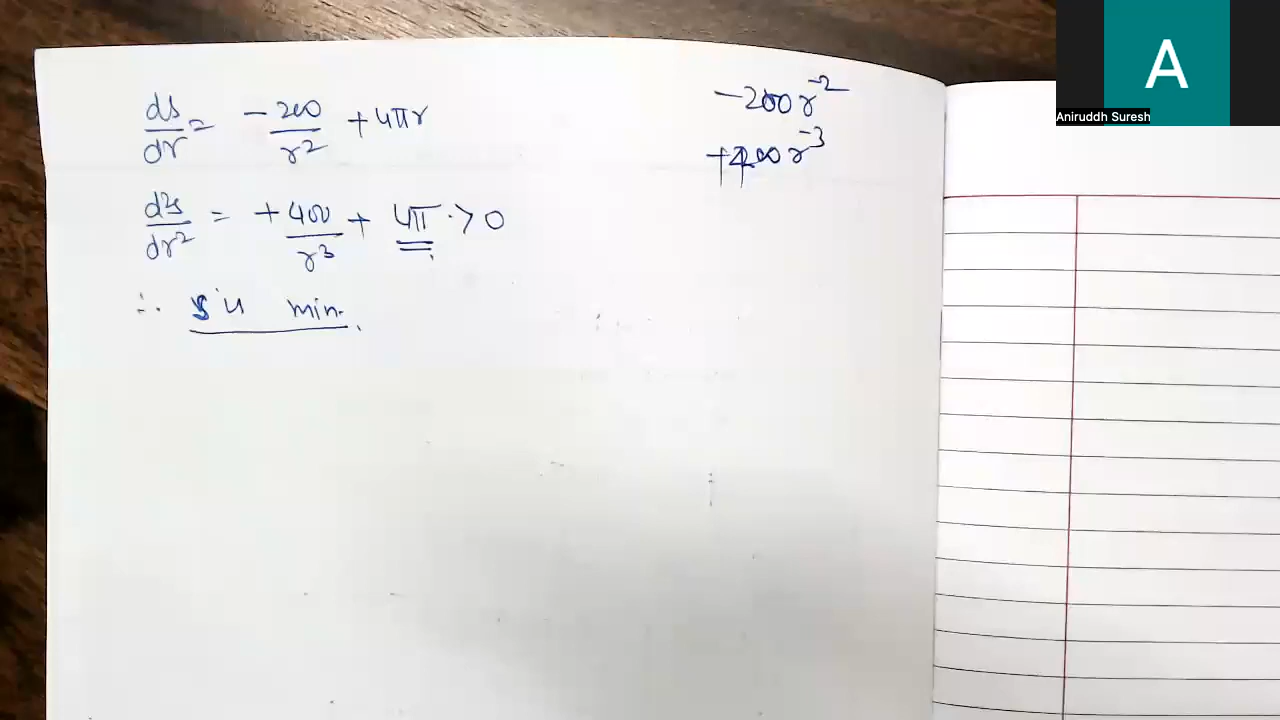 ds/dr = - 200/r² + 4πr
d²s/dr² = + 400/r³ + 4π > 0
∴ s is min.
-200 r⁻²
+400 r⁻³
A
Aniruddh Suresh